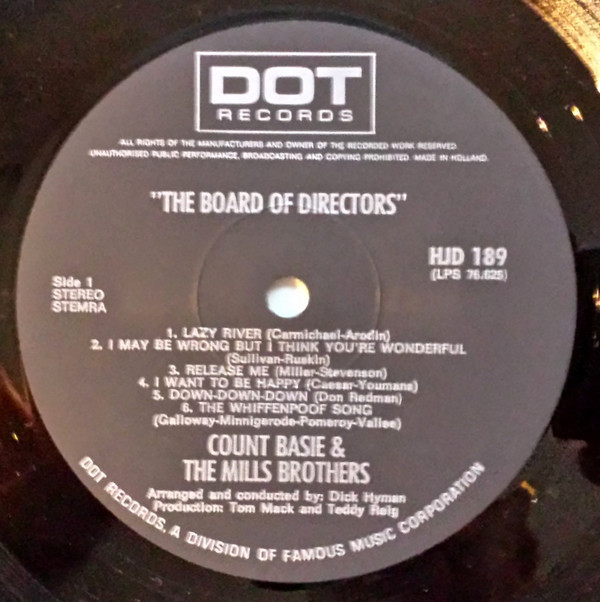 DOT
RECORDS
ALL RIGHTS OF THE MANUFACTURERS AND OWNER OF THE RECORDED WORK RESERVED
UNAUTHORISED PUBLIC PERFORMANCE, BROADCASTING AND COPYING PROHIBITED MADE IN HOLLAND.
"THE BOARD OF DIRECTORS"
HJD 189
(LPS 76.625)
Side 1
STEREO
STEMRA
1. LAZY RIVER (Carmichael-Arodin)
2. I MAY BE WRONG BUT I THINK YOU'RE WONDERFUL
(Sullivan-Ruskin)
3. RELEASE ME (Miller-Stevenson)
4. I WANT TO BE HAPPY (Caesar-Youmans)
5. DOWN-DOWN-DOWN (Don Redman)
6. THE WHIFFENPOOF SONG
(Galloway-Minnigerode-Pomeroy-Vallee)
COUNT BASIE &
THE MILLS BROTHERS
Arranged and conducted by: Dick Hyman
Production: Tom Mack and Teddy Reig
DOT RECORDS, A DIVISION OF FAMOUS MUSIC CORPORATION